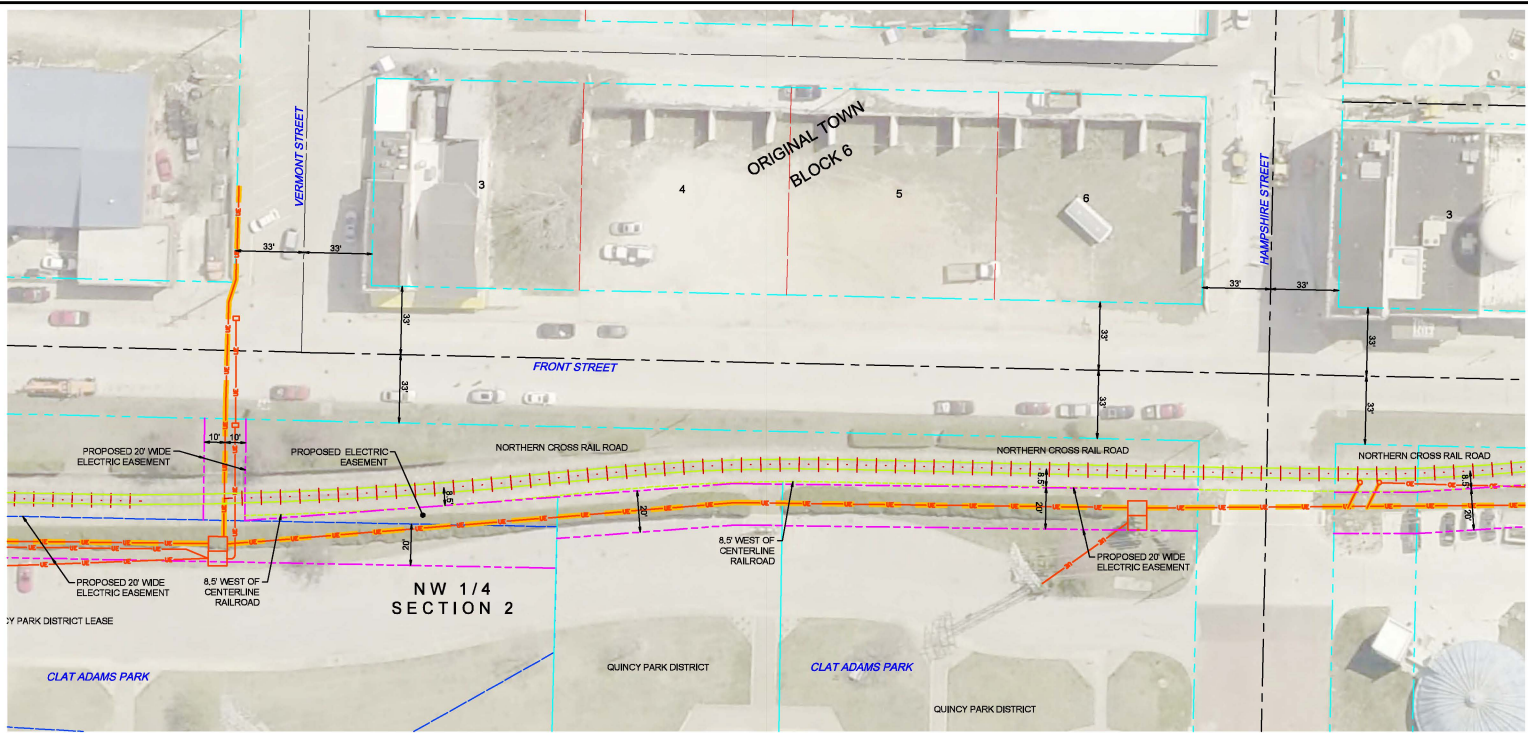 ORIGINAL TOWN
BLOCK 6
VERMONT STREET
HAMPSHIRE STREET
3
4
5
6
3
33'
33'
33'
33'
33'
33'
33'
33'
33'
33'
FRONT STREET
10'
10'
PROPOSED 20' WIDE
ELECTRIC EASEMENT
PROPOSED ELECTRIC
EASEMENT
NORTHERN CROSS RAIL ROAD
NORTHERN CROSS RAIL ROAD
NORTHERN CROSS RAIL ROAD
8.5'
8.5'
8.5'
20'
20'
20'
20'
UE
PROPOSED 20' WIDE
ELECTRIC EASEMENT
8.5' WEST OF
CENTERLINE
RAILROAD
8.5' WEST OF
CENTERLINE
RAILROAD
PROPOSED 20' WIDE
ELECTRIC EASEMENT
NW 1/4
SECTION 2
CY PARK DISTRICT LEASE
CLAT ADAMS PARK
QUINCY PARK DISTRICT
CLAT ADAMS PARK
QUINCY PARK DISTRICT